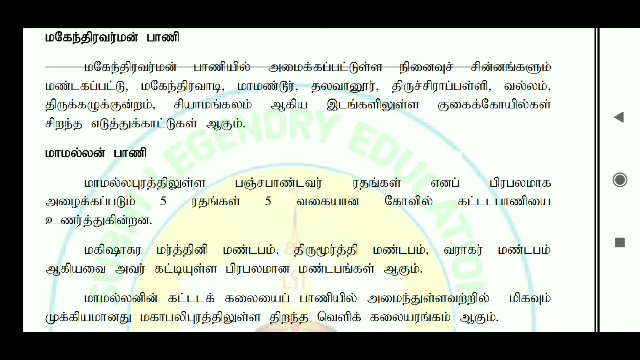 மகேந்திரவர்மன் பாணி
மகேந்திரவர்மன் பாணியில் அமைக்கப்பட்டுள்ள நினைவுச் சின்னங்களும்
மண்டகப்பட்டு, மகேந்திரவாடி, மாமண்டூர், தலவானூர், திருச்சிராப்பள்ளி, வல்லம்,
திருக்கழுக்குன்றம், சியாமங்கலம் ஆகிய இடங்களிலுள்ள குகைக்கோயில்கள்
சிறந்த எடுத்துக்காட்டுகள் ஆகும்.
மாமல்லன் பாணி
மாமல்லபுரத்திலுள்ள பஞ்சபாண்டவர் ரதங்கள் எனப் பிரபலமாக
அழைக்கப்படும் 5 ரதங்கள் 5 வகையான கோவில் கட்டடபாணியை
உணர்த்துகின்றன.
மகிஷாசுர மர்த்தினி மண்டபம், திருமூர்த்தி மண்டபம், வராகர் மண்டபம்
ஆகியவை அவர் கட்டியுள்ள பிரபலமான மண்டபங்கள் ஆகும்.
மாமல்லனின் கட்டடக் கலையைப் பாணியில் அமைந்துள்ளவற்றில் மிகவும்
முக்கியமானது மகாபலிபுரத்திலுள்ள திறந்த வெளிக் கலையரங்கம் ஆகும்.
LEGENDRY EDUCATION